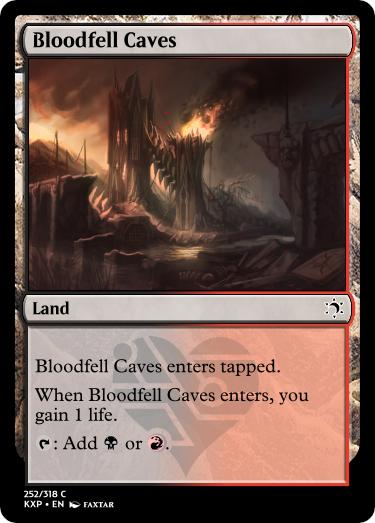 Bloodfell Caves
Land
Bloodfell Caves enters tapped.
When Bloodfell Caves enters, you
gain 1 life.
: Add or .
252/318 C
KXP • EN FAXTAR